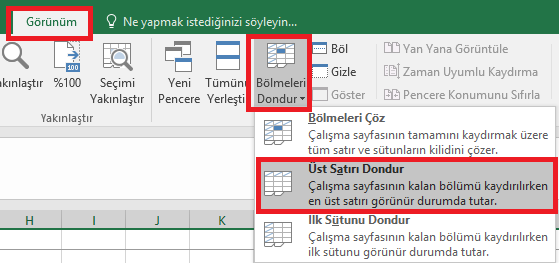 Görünüm
Ne yapmak istediğinizi söyleyin...
Yakınlaştır
%100
Seçimi
Yakınlaştır
Yakınlaştır
Yeni
Pencere
Tümünü
Yerleştir
Bölmeleri
Dondur
Böl
Gizle
Göster
Yan Yana Görüntüle
Zaman Uyumlu Kaydırma
Pencere Konumunu Sıfırla
Bölmeleri Çöz
Çalışma sayfasının tamamını kaydırmak üzere
tüm satır ve sütunların kilidini çözer.
Üst Satırı Dondur
Çalışma sayfasının kalan bölümü kaydırılırken
en üst satırı görünür durumda tutar.
İlk Sütunu Dondur
Çalışma sayfasının kalan bölümü kaydırılırken
ilk sütunu görünür durumda tutar.
H I J K